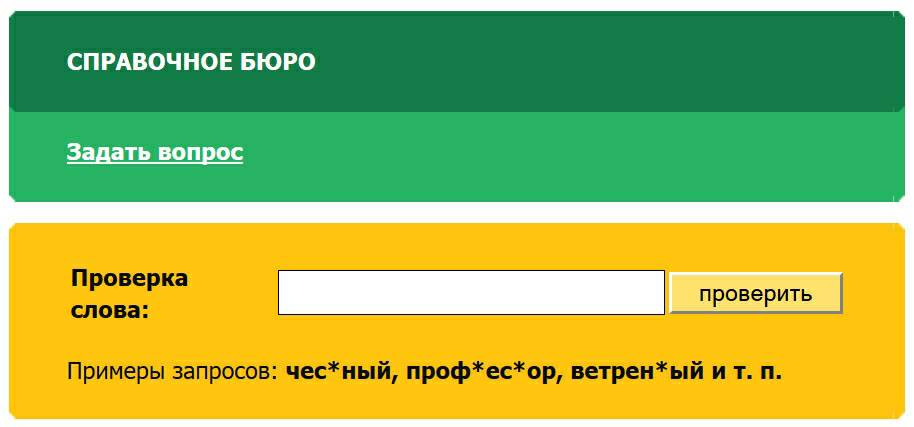 СПРАВОЧНОЕ БЮРО
Задать вопрос
Проверка
слова:
проверить
Примеры запросов: чес*ный, проф*ес*ор, ветрен*ый и т. п.